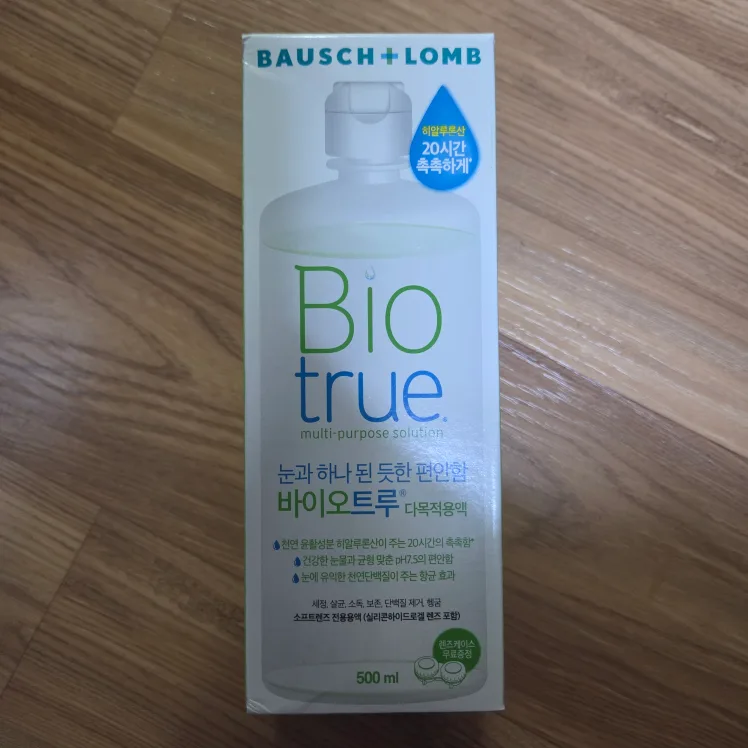 BAUSCH + LOMB
히알루론산
20시간
촉촉하게*
Bio
true®
multi-purpose solution
눈과 하나 된 듯한 편안함
바이오트루® 다목적용액
천연 윤활성분 히알루론산이 주는 20시간의 촉촉함*
건강한 눈물과 균형 맞춘 pH7.5의 편안함
눈에 유익한 천연단백질이 주는 항균 효과
세정, 살균, 소독, 보존, 단백질 제거, 헹굼
소프트렌즈 전용용액 (실리콘하이드로겔 렌즈 포함)
렌즈케이스
무료증정
500 ml